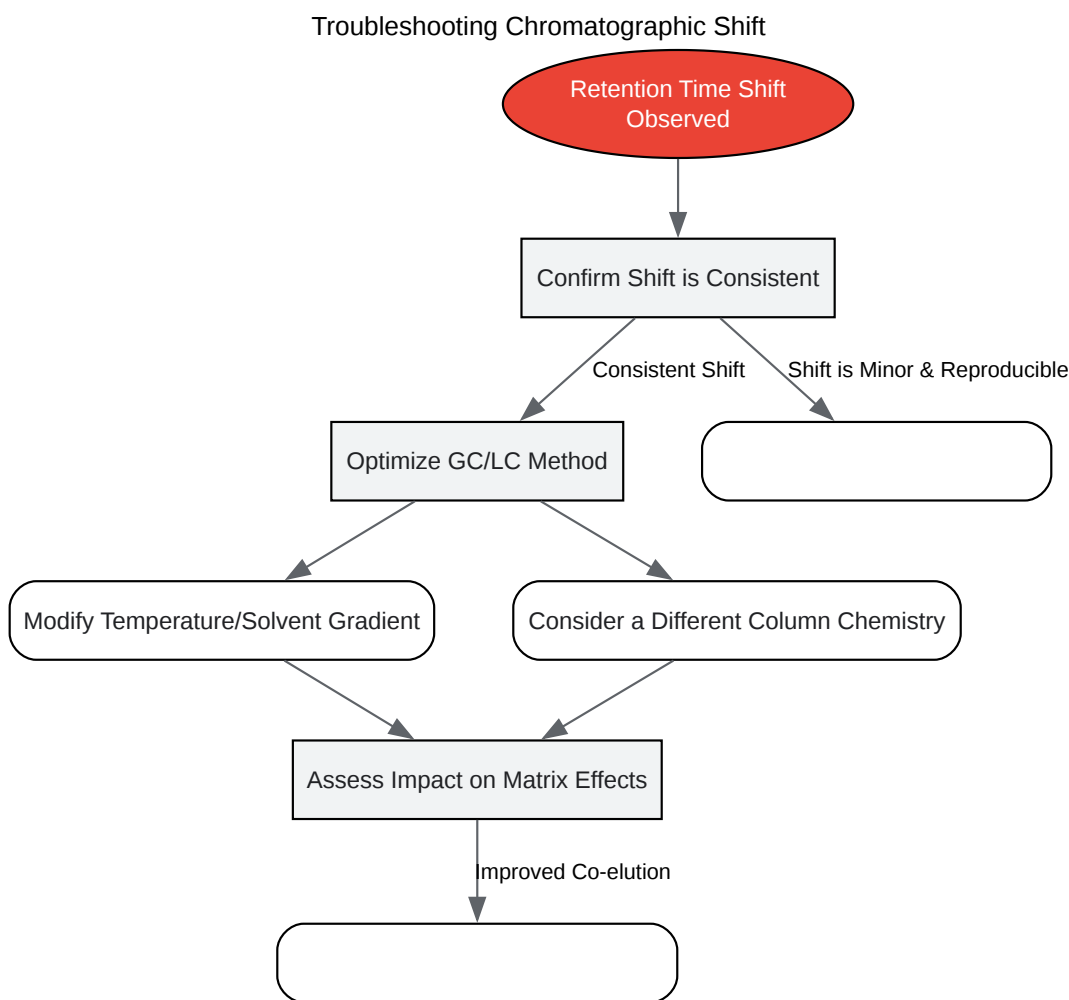 Troubleshooting Chromatographic Shift
Retention Time Shift
Observed
Confirm Shift is Consistent
Consistent Shift
Shift is Minor & Reproducible
Optimize GC/LC Method
Modify Temperature/Solvent Gradient
Consider a Different Column Chemistry
Assess Impact on Matrix Effects
Improved Co-elution